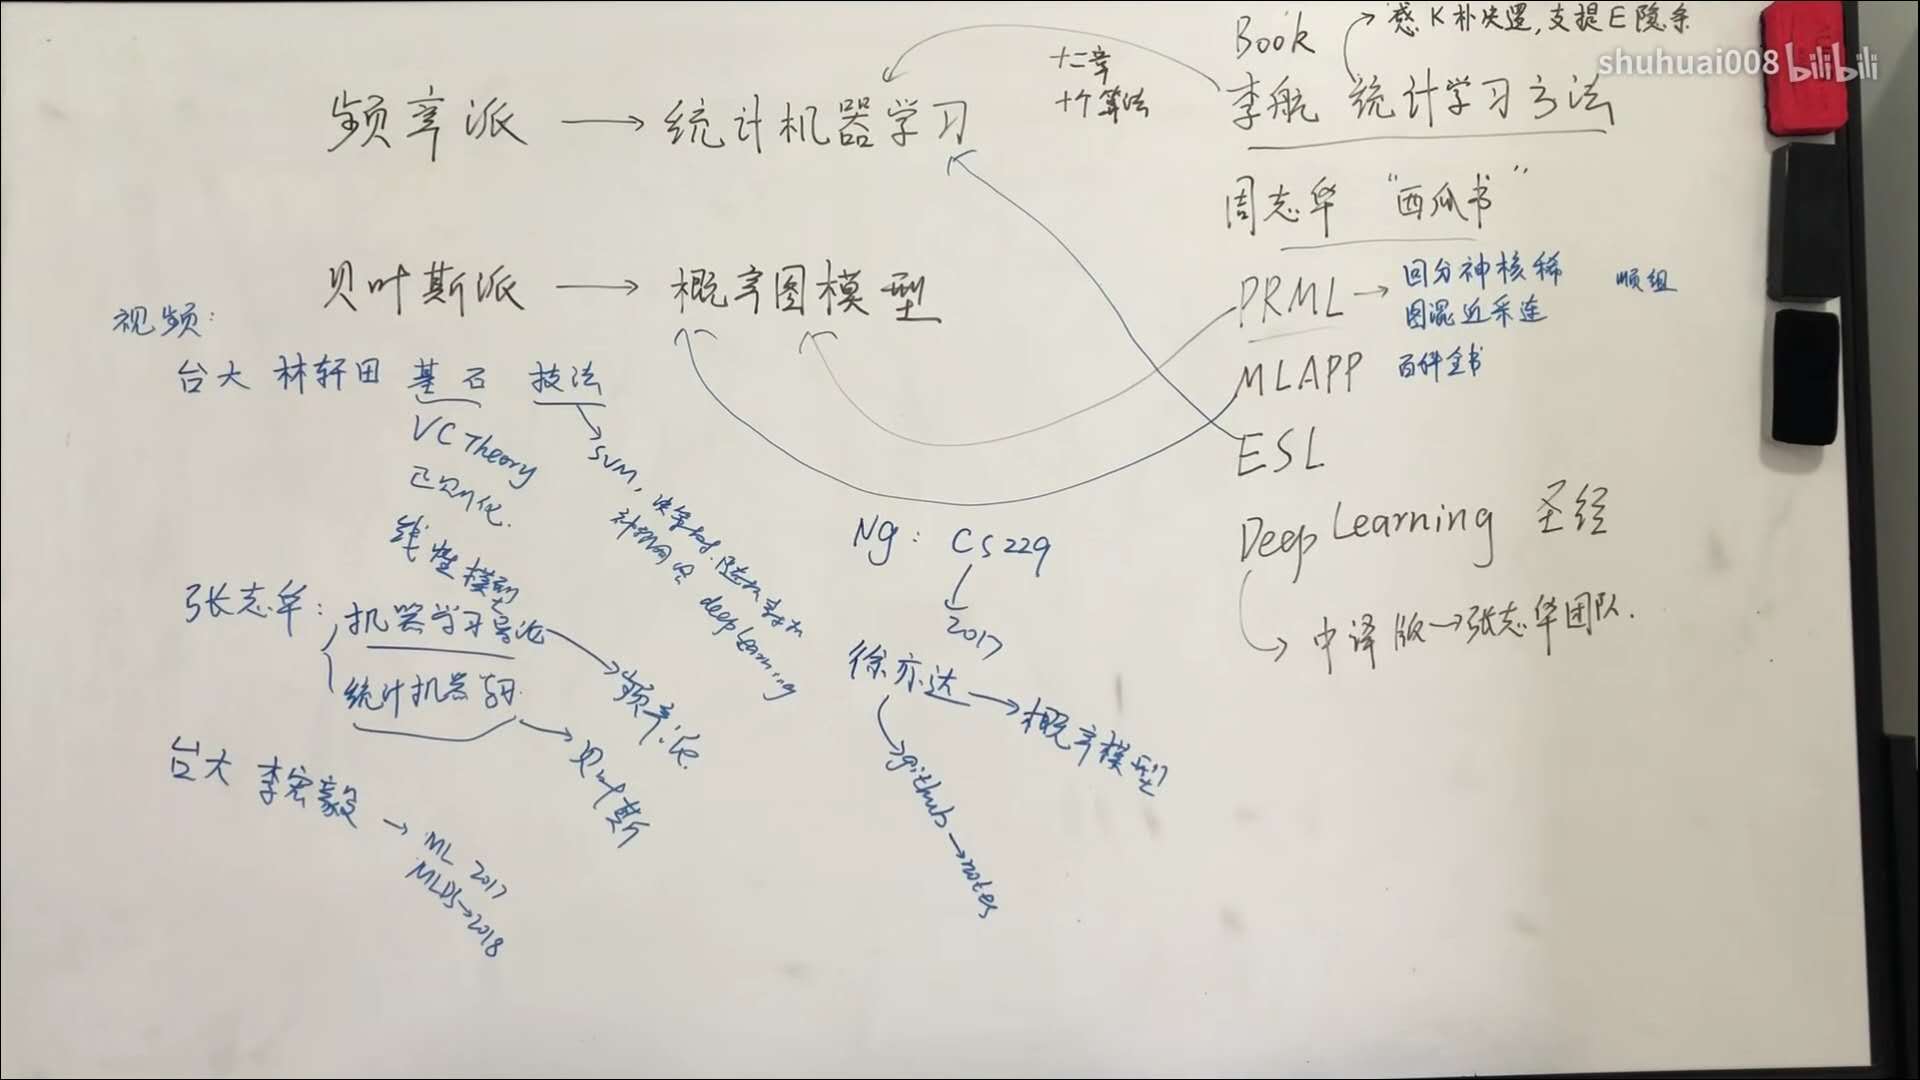 频率派 → 统计机器学习
贝叶斯派 → 概率图模型
Book
→ 感K朴决逻,支提E隐条
十二章
十个算法
李航 统计学习方法
周志华 "西瓜书"
PRML → 回分神核稀
图混近采连
顺组
MLAPP 百科全书
ESL
Deep Learning 圣经
中译版→张志华团队.
视频:
台大 林轩田 基石 技法
VC Theory
正则化.
线性模型
SVM, 决策树,
神经网络
deep learning
张志华: 机器学习导论
频率派.
统计机器学习
贝叶斯
台大 李宏毅
→ ML 2017
MLDS→2018
Ng: CS229
2017
徐亦达 → 概率模型
github → notes
shuhuai008 bilibili